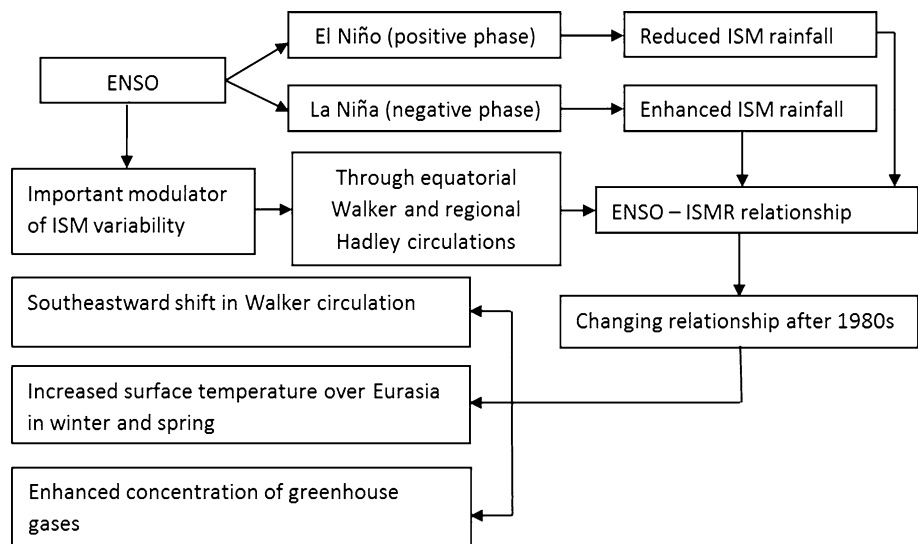 El Niño (positive phase)
Reduced ISM rainfall
ENSO
La Niña (negative phase)
Enhanced ISM rainfall
Important modulator
of ISM variability
Through equatorial
Walker and regional
Hadley circulations
ENSO – ISMR relationship
Southeastward shift in Walker circulation
Changing relationship after 1980s
Increased surface temperature over Eurasia
in winter and spring
Enhanced concentration of greenhouse
gases